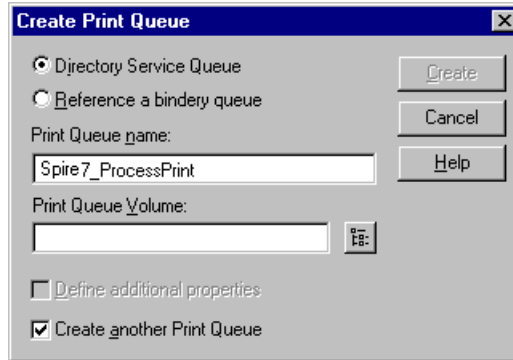 Create Print Queue
Directory Service Queue
Create
Reference a bindery queue
Cancel
Print Queue name:
Help
Spire7_ProcessPrint
Print Queue Volume:
Define additional properties
Create another Print Queue